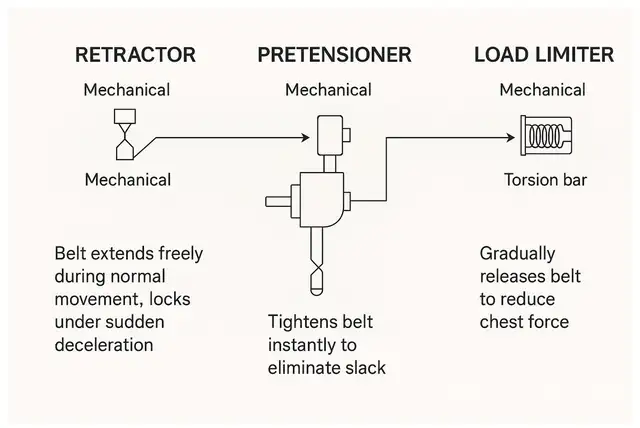 RETRACTOR
Mechanical
Mechanical
Belt extends freely
during normal
movement, locks
under sudden
deceleration
PRETENSIONER
Mechanical
Tightens belt
instantly to
eliminate slack
LOAD LIMITER
Mechanical
Torsion bar
Gradually
releases belt
to reduce
chest force